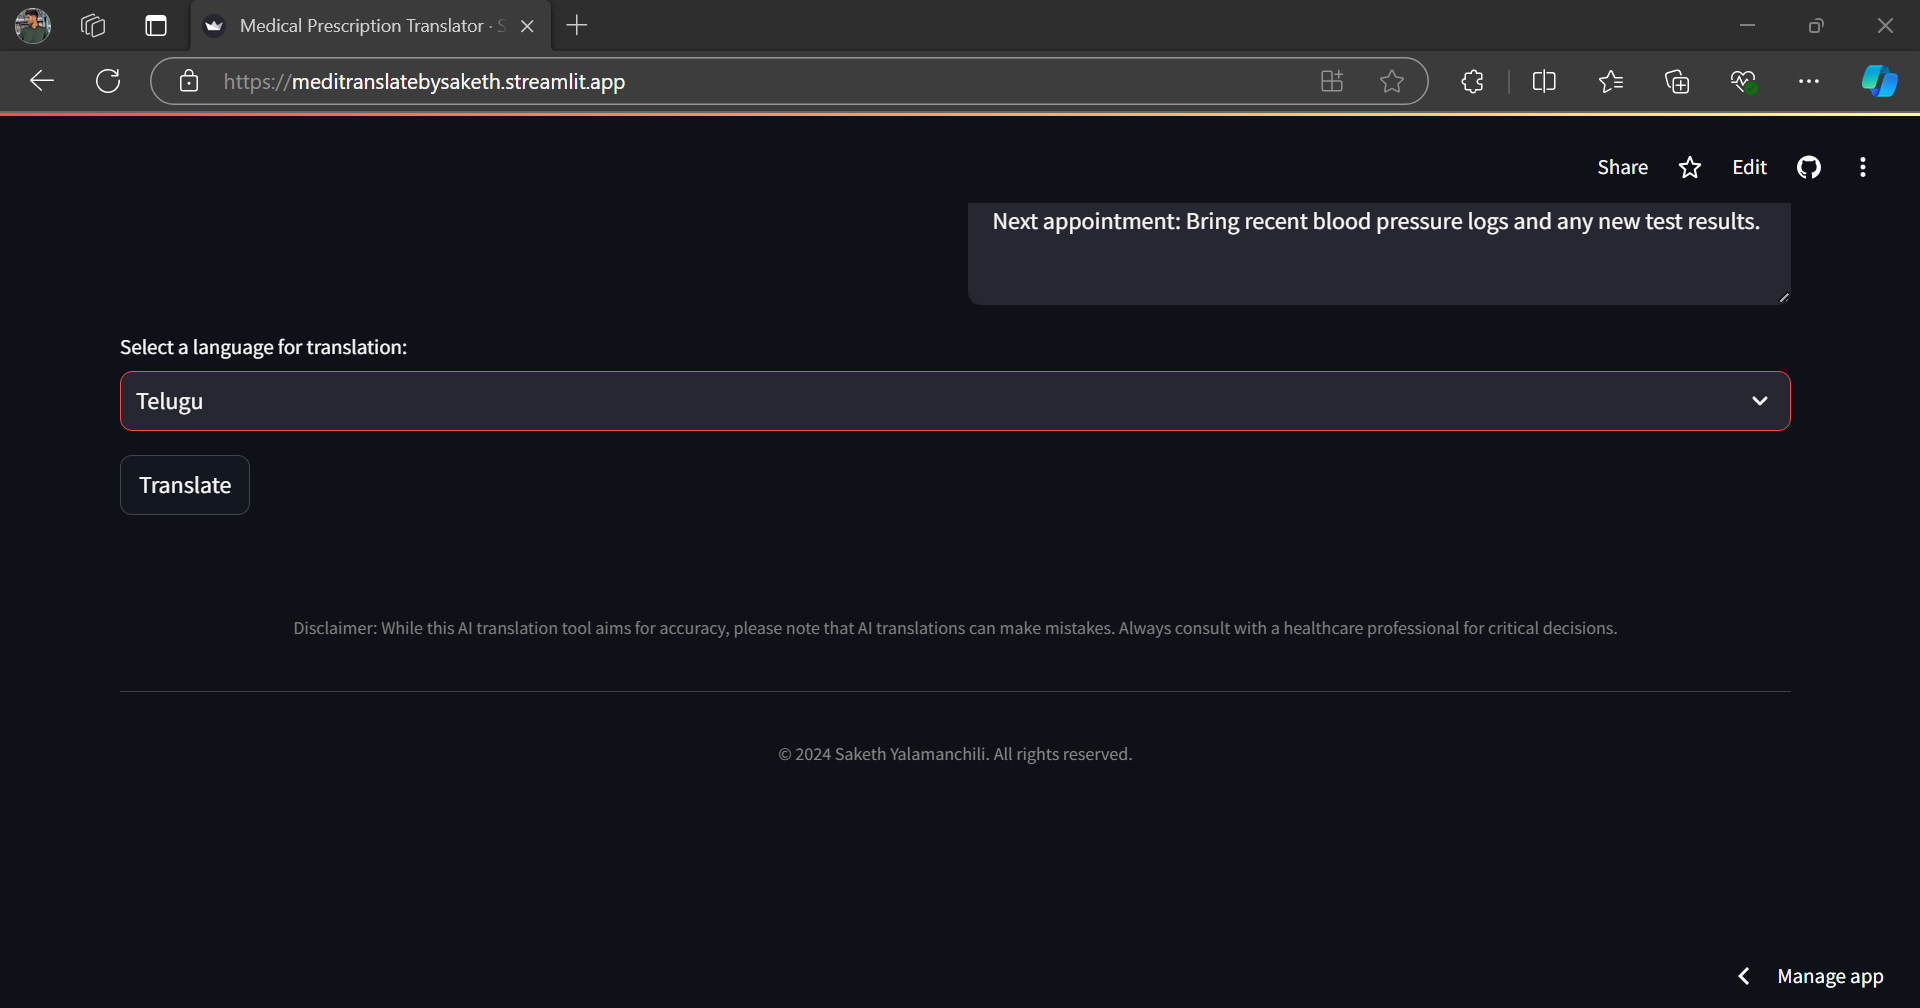 Medical Prescription Translator · S
https://meditranslatebysaketh.streamlit.app
Share
Edit
Next appointment: Bring recent blood pressure logs and any new test results.
Select a language for translation:
Telugu
Translate
Disclaimer: While this AI translation tool aims for accuracy, please note that AI translations can make mistakes. Always consult with a healthcare professional for critical decisions.
© 2024 Saketh Yalamanchili. All rights reserved.
Manage app